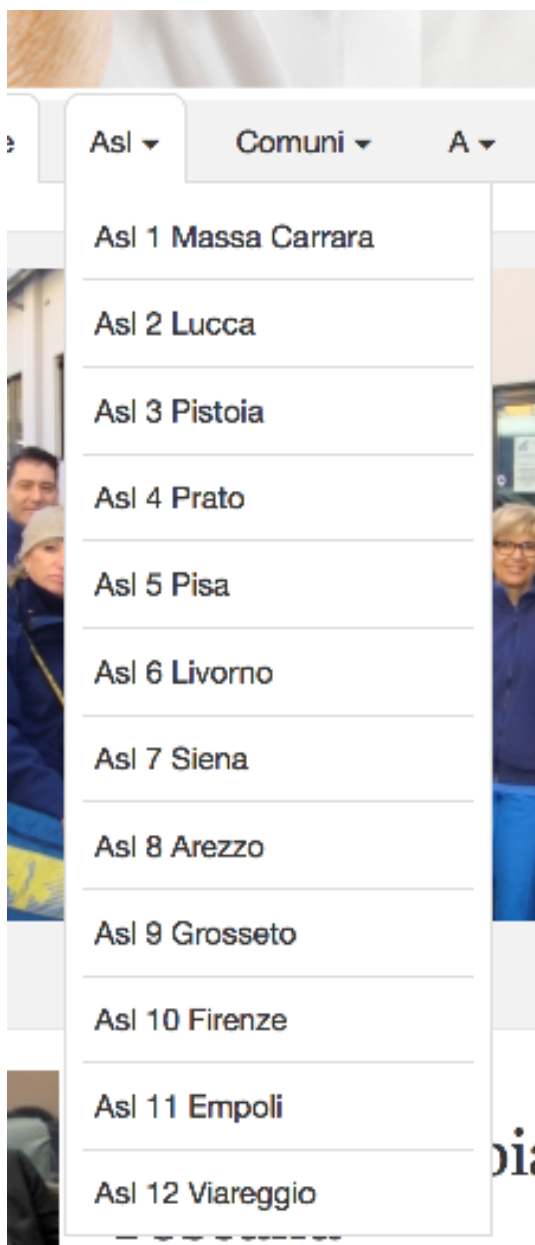 Asl Comuni A
Asl 1 Massa Carrara
Asl 2 Lucca
Asl 3 Pistoia
Asl 4 Prato
Asl 5 Pisa
Asl 6 Livorno
Asl 7 Siena
Asl 8 Arezzo
Asl 9 Grosseto
Asl 10 Firenze
Asl 11 Empoli
Asl 12 Viareggio